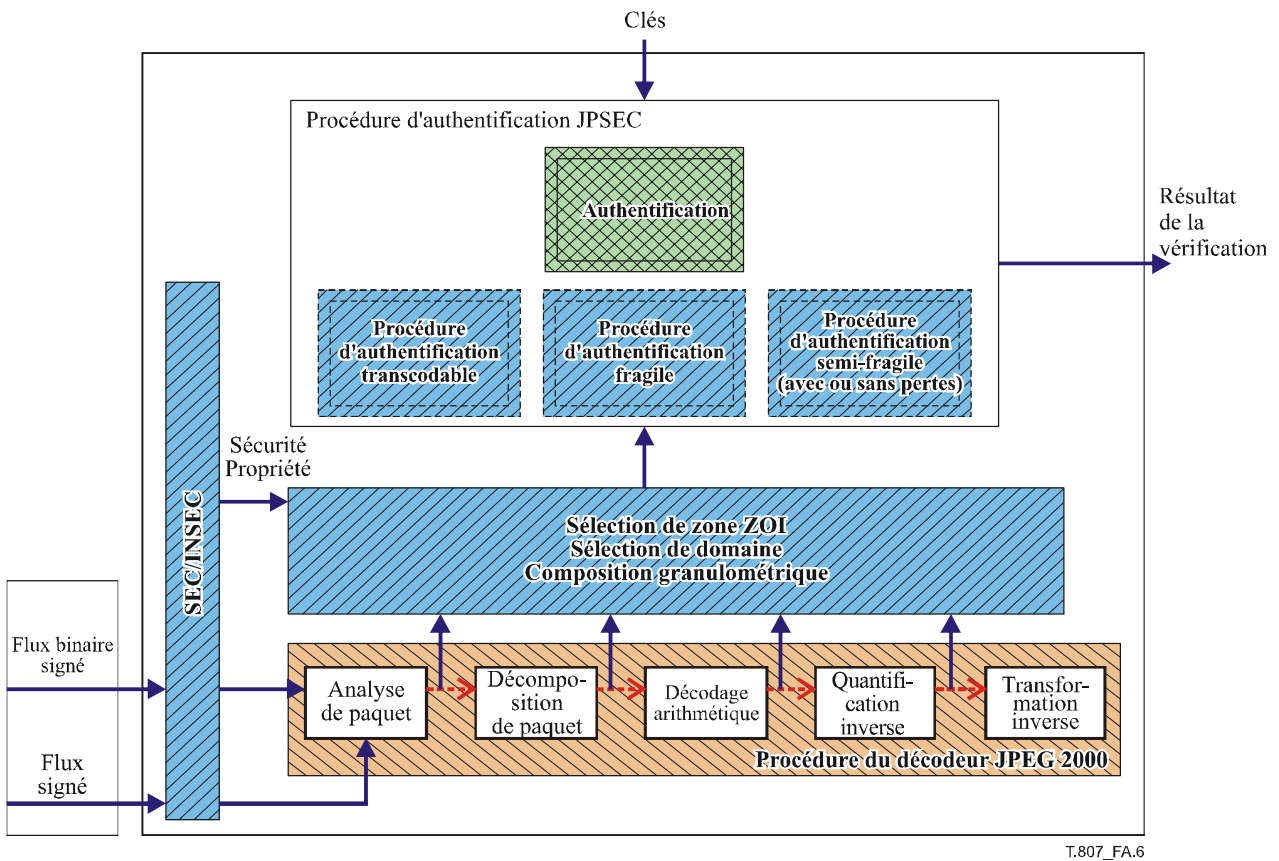 Clés
Procédure d'authentification JPSEC
Authentification
Résultat
de la
vérification
Procédure
d'authentification
transcodable
Procédure
d'authentification
fragile
Procédure
d'authentification
semi-fragile
(avec ou sans pertes)
Sécurité
Propriété
SEC/INSEC
Sélection de zone ZOI
Sélection de domaine
Composition granulométrique
Flux binaire
signé
Flux
signé
Analyse
de paquet
Décompo-
sition
de paquet
Décodage
arithmétique
Quantifi-
cation
inverse
Transfor-
mation
inverse
Procédure du décodeur JPEG 2000
T.807_FA.6